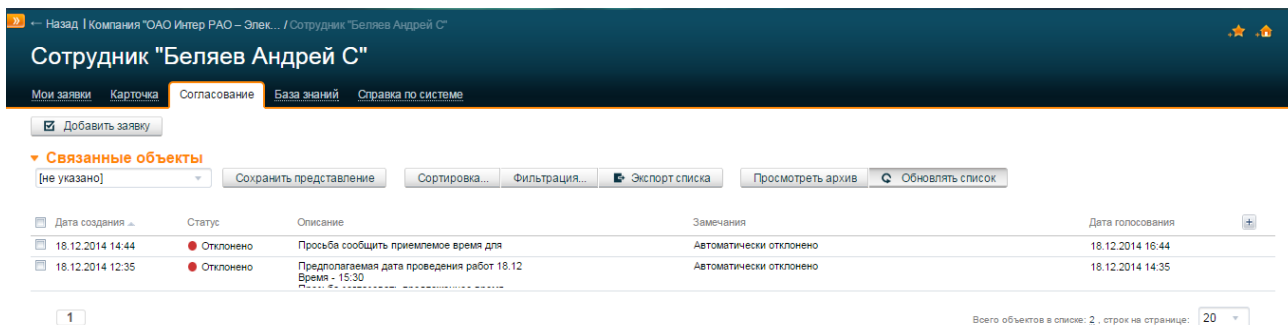 ← Назад | Компания "ОАО Интер РАО – Элек... / Сотрудник "Беляев Андрей С"
Сотрудник "Беляев Андрей С"
Мои заявки Карточка Согласование База знаний Справка по системе
Добавить заявку
Связанные объекты
[не указано] Сохранить представление Сортировка... Фильтрация... Экспорт списка Просмотреть архив Обновлять список
Дата создания Статус Описание Замечания Дата голосования
18.12.2014 14:44 Отклонено Просьба сообщить приемлемое время для Автоматически отклонено 18.12.2014 16:44
18.12.2014 12:35 Отклонено Предполагаемая дата проведения работ 18.12 Автоматически отклонено 18.12.2014 14:35
Время - 15:30
1 Всего объектов в списке: 2 , строк на странице: 20